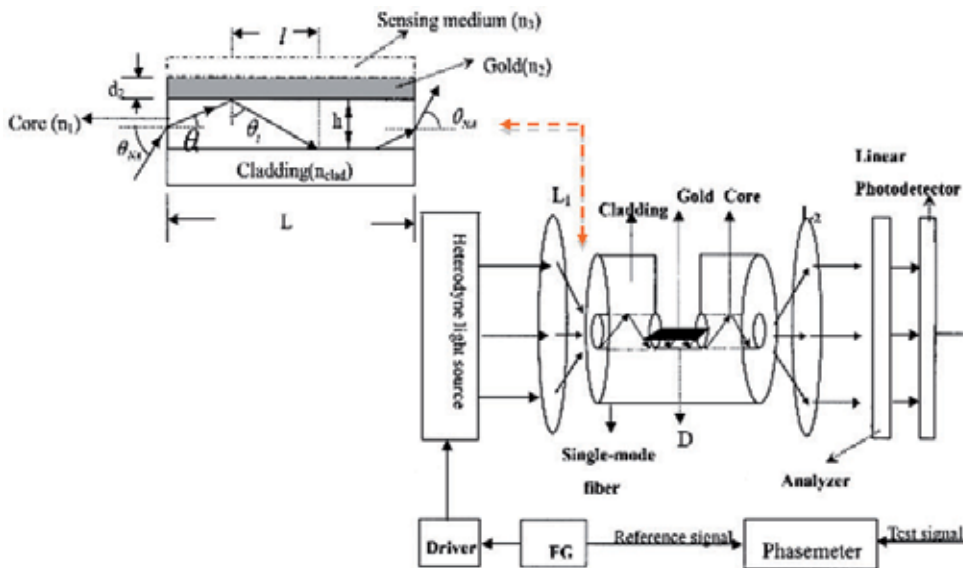 Sensing medium (n3)
l
Gold(n2)
d2
Core (n1)
h
θNA
θt
θt
θNA
Cladding(nclad)
L
Linear
Photodetector
L1
Cladding
Gold
Core
L2
Heterodyne light source
D
Single-mode
fiber
Analyzer
Driver
FG
Reference signal
Phasemeter
Test signal